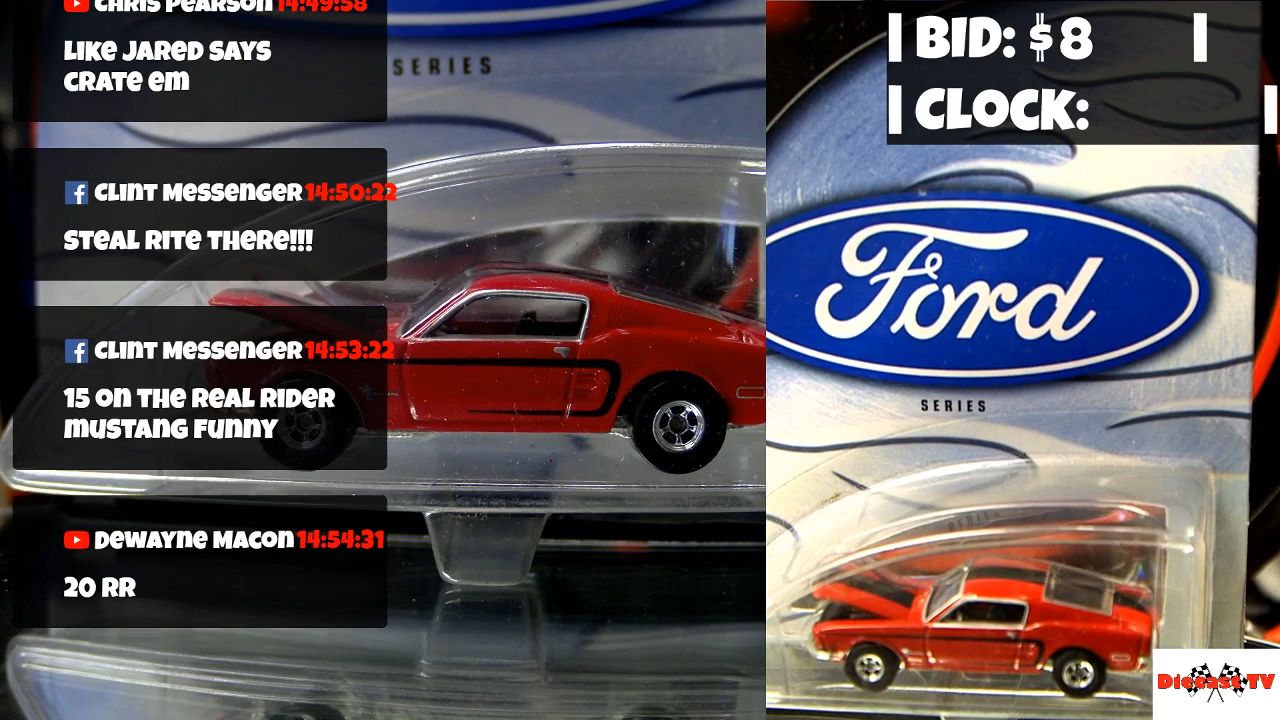 Chris Pearson 14:49:58
Like Jared says
crate em
Clint Messenger 14:50:22
Steal rite there!!!
Clint Messenger 14:53:22
15 on the real rider
mustang funny
Dewayne Macon 14:54:31
20 RR
SERIES
| BID: $8 |
| CLOCK: |
Ford
SERIES
Diecast TV